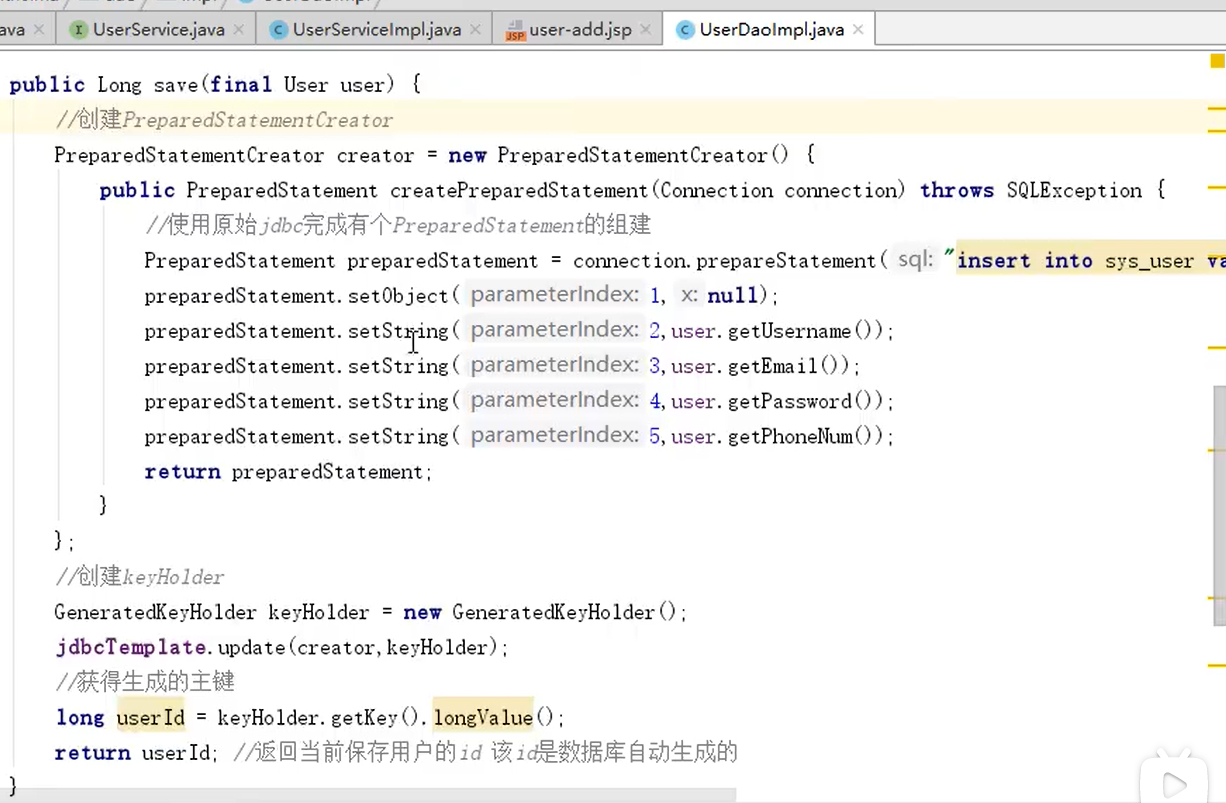 ava
UserService.java
UserServiceImpl.java
user-add.jsp
UserDaoImpl.java
public Long save(final User user) {
//创建PreparedStatementCreator
PreparedStatementCreator creator = new PreparedStatementCreator() {
public PreparedStatement createPreparedStatement(Connection connection) throws SQLException {
//使用原始jdbc完成有个PreparedStatement的组建
PreparedStatement preparedStatement = connection.prepareStatement( sql: "insert into sys_user va
preparedStatement.setObject( parameterIndex: 1, x: null);
preparedStatement.setString( parameterIndex: 2,user.getUsername());
preparedStatement.setString( parameterIndex: 3,user.getEmail());
preparedStatement.setString( parameterIndex: 4,user.getPassword());
preparedStatement.setString( parameterIndex: 5,user.getPhoneNum());
return preparedStatement;
}
};
//创建keyHolder
GeneratedKeyHolder keyHolder = new GeneratedKeyHolder();
jdbcTemplate.update(creator,keyHolder);
//获得生成的主键
long userId = keyHolder.getKey().longValue();
return userId; //返回当前保存用户的id 该id是数据库自动生成的
}